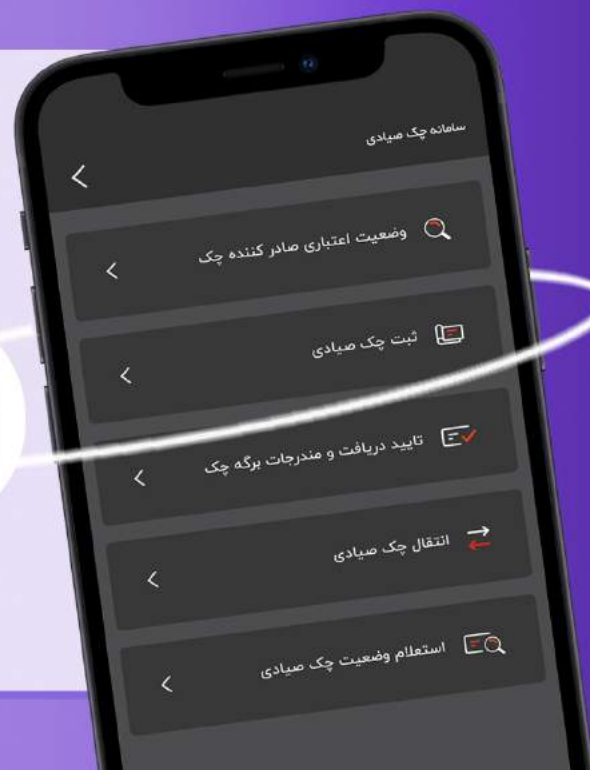 سامانه چک صیادی
وضعیت اعتباری صادر کننده چک
ثبت چک صیادی
تایید دریافت و مندرجات برگه چک
انتقال چک صیادی
استعلام وضعیت چک صیادی